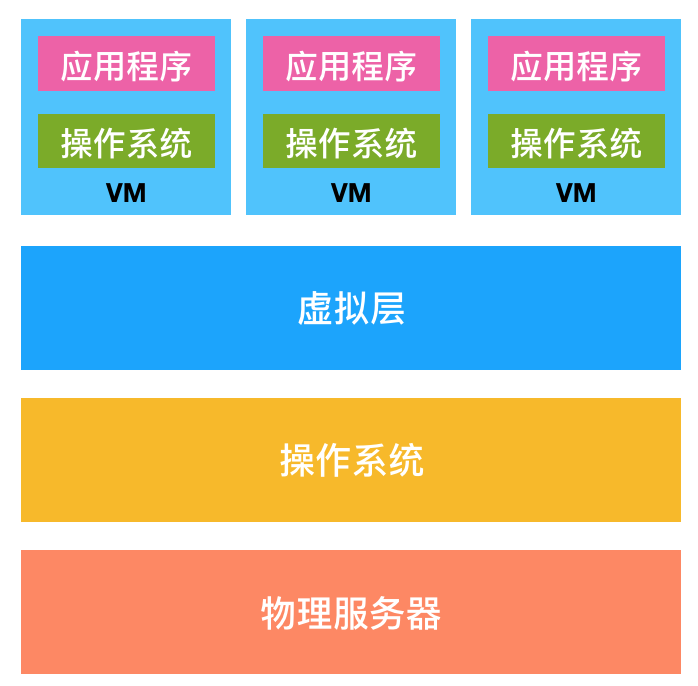 应用程序 应用程序 应用程序
操作系统 操作系统 操作系统
VM VM VM
虚拟层
操作系统
物理服务器